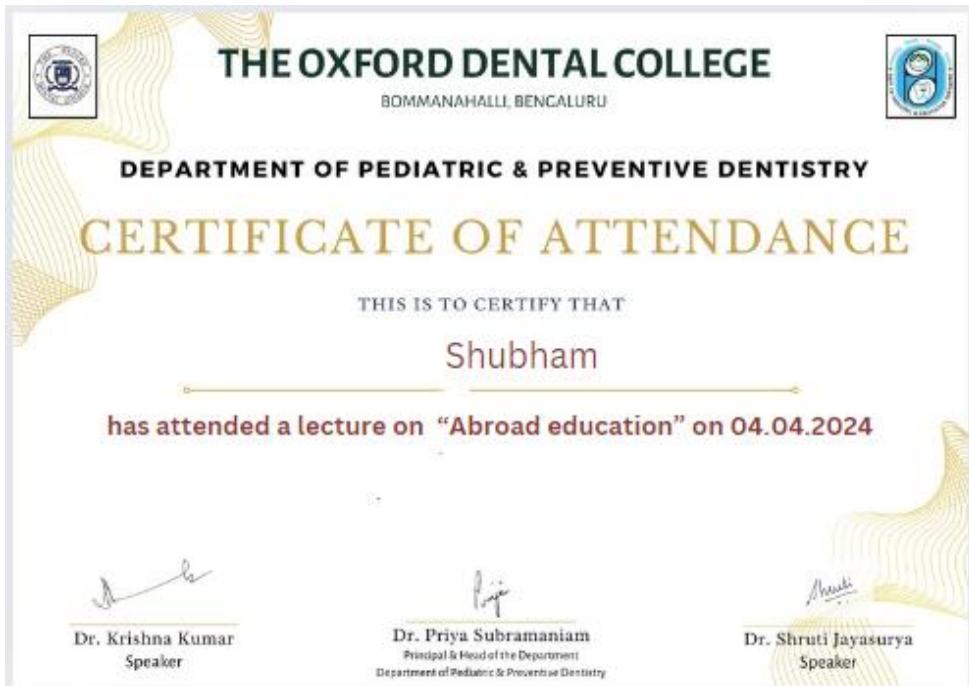 THE OXFORD DENTAL COLLEGE
BOMMANAHALLI, BENGALURU
DEPARTMENT OF PEDIATRIC & PREVENTIVE DENTISTRY
CERTIFICATE OF ATTENDANCE
THIS IS TO CERTIFY THAT
Shubham
has attended a lecture on “Abroad education” on 04.04.2024
Priya
Shruti
Dr. Krishna Kumar
Speaker
Dr. Priya Subramaniam
Principal & Head of the Department
Department of Pediatric & Preventive Dentistry
Dr. Shruti Jayasurya
Speaker